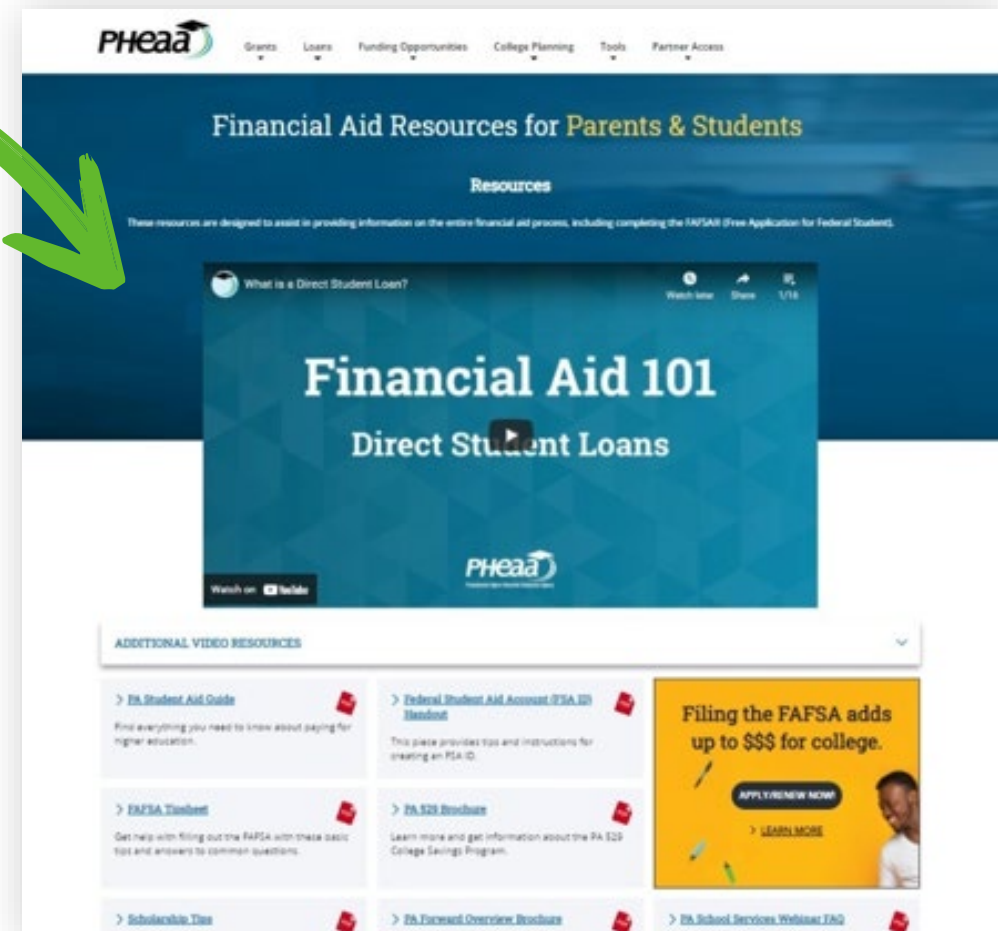 PHEAA
Grants Loans Funding Opportunities College Planning Tools Partner Access
Financial Aid Resources for Parents & Students
Resources
These resources are designed to assist in providing information on the entire financial aid process, including completing the FAFSA® (Free Application for Federal Student).
What is a Direct Student Loan?
Watch later Share 1/16
Financial Aid 101
Direct Student Loans
PHEAA
Watch on YouTube
ADDITIONAL VIDEO RESOURCES
> PA Student Aid Guide
Find everything you need to know about paying for
higher education.
> Federal Student Aid Account (FSA ID)
Handout
This piece provides tips and instructions for
creating an FSA ID.
Filing the FAFSA adds
up to $$$ for college.
APPLY/RENEW NOW!
> LEARN MORE
> FAFSA Tipsheet
Get help with filling out the FAFSA with these basic
tips and answers to common questions.
> PA 529 Brochure
Learn more and get information about the PA 529
College Savings Program.
> Scholarship Tips
> PA Forward Overview Brochure
> PA School Services Webinar FAQ